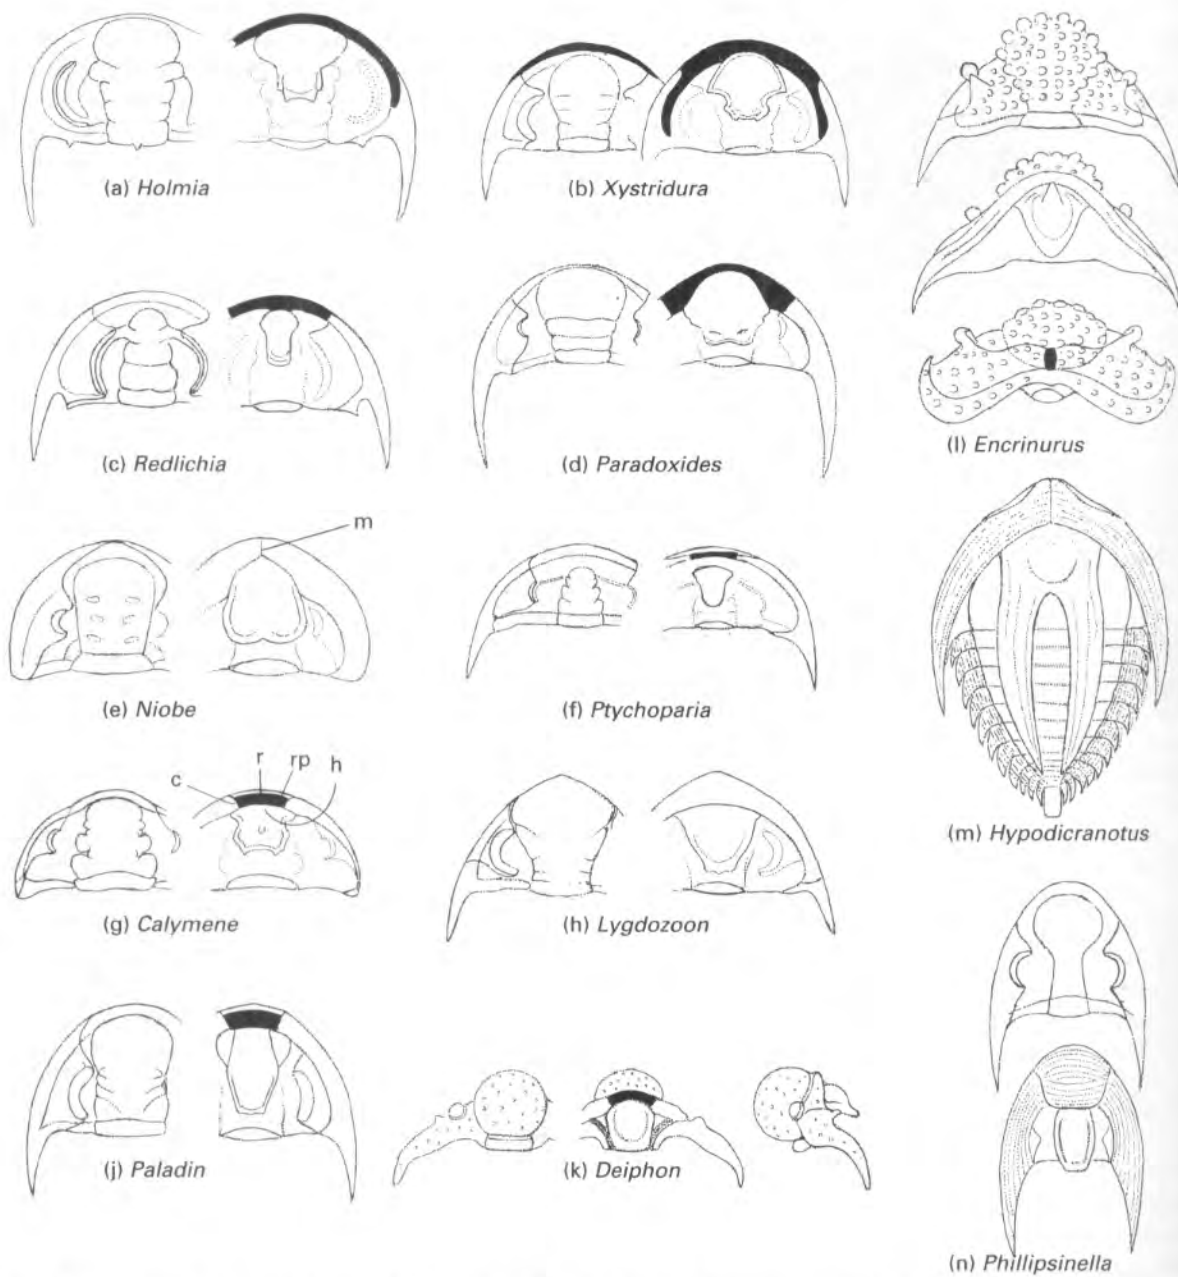 (a) Holmia
(b) Xystridura
(c) Redlichia
(d) Paradoxides
(l) Encrinurus
m
(e) Niobe
(f) Ptychoparia
c
r
rp
h
(g) Calymene
(h) Lygdozoon
(m) Hypodicranotus
(j) Paladin
(k) Deiphon
(n) Phillipsinella